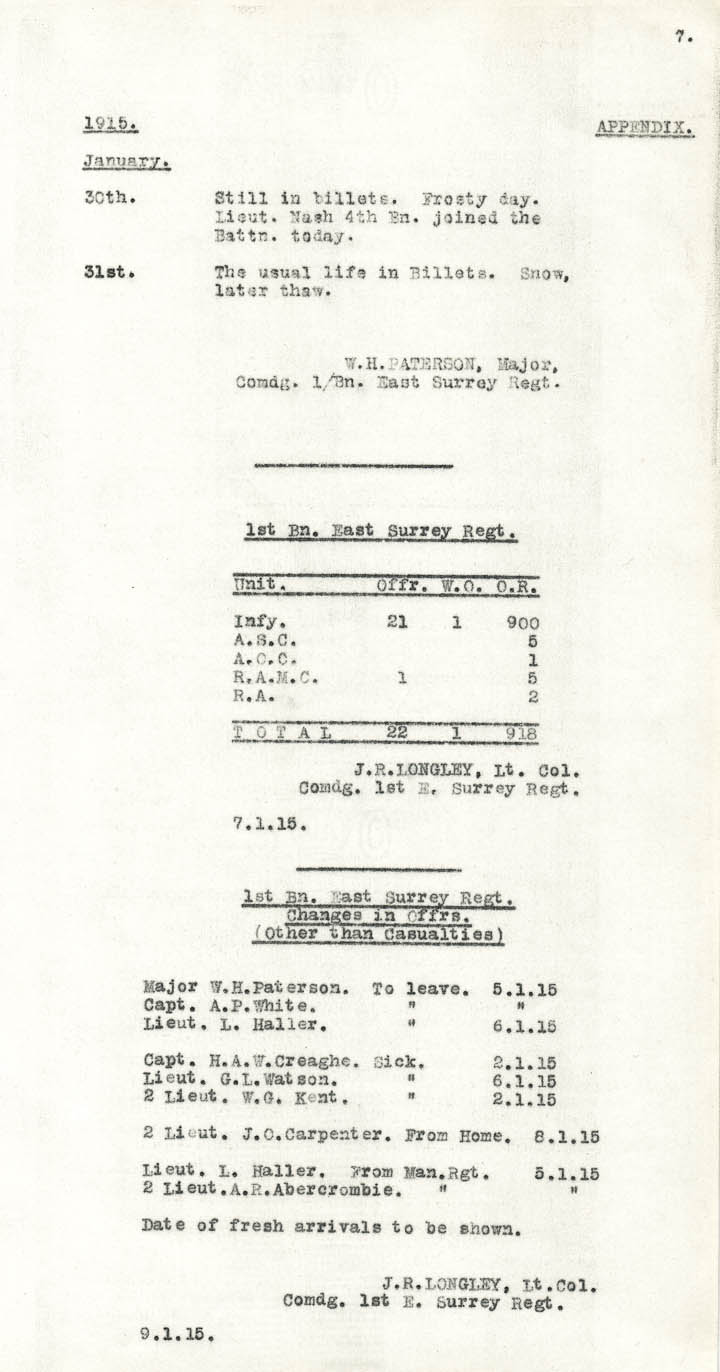 7.
1915. APPENDIX.
January.
30th. Still in billets. Frosty day.
Lieut. Nash 4th Bn. joined the
Battn. today.
31st. The usual life in Billets. Snow,
later thaw.
W.H.PATERSON, Major,
Comdg. 1/Bn. East Surrey Regt.
1st Bn. East Surrey Regt.
Unit. Offr. W.O. O.R.
Infy. 21 1 900
A.S.C. 5
A.O.C. 1
R.A.M.C. 1 5
R.A. 2
T O T A L 22 1 918
J.R.LONGLEY, Lt. Col.
Comdg. 1st E. Surrey Regt.
7.1.15.
1st Bn. East Surrey Regt.
Changes in Offrs.
(Other than Casualties)
Major W.H.Paterson. To leave. 5.1.15
Capt. A.P.White. " "
Lieut. L. Haller. " 6.1.15
Capt. H.A.W.Creaghe. Sick. 2.1.15
Lieut. G.L.Watson. " 6.1.15
2 Lieut. W.G. Kent. " 2.1.15
2 Lieut. J.O.Carpenter. From Home. 8.1.15
Lieut. L. Haller. From Man.Rgt. 5.1.15
2 Lieut.A.R.Abercrombie. " "
Date of fresh arrivals to be shown.
J.R.LONGLEY, Lt.Col.
Comdg. 1st E. Surrey Regt.
9.1.15.